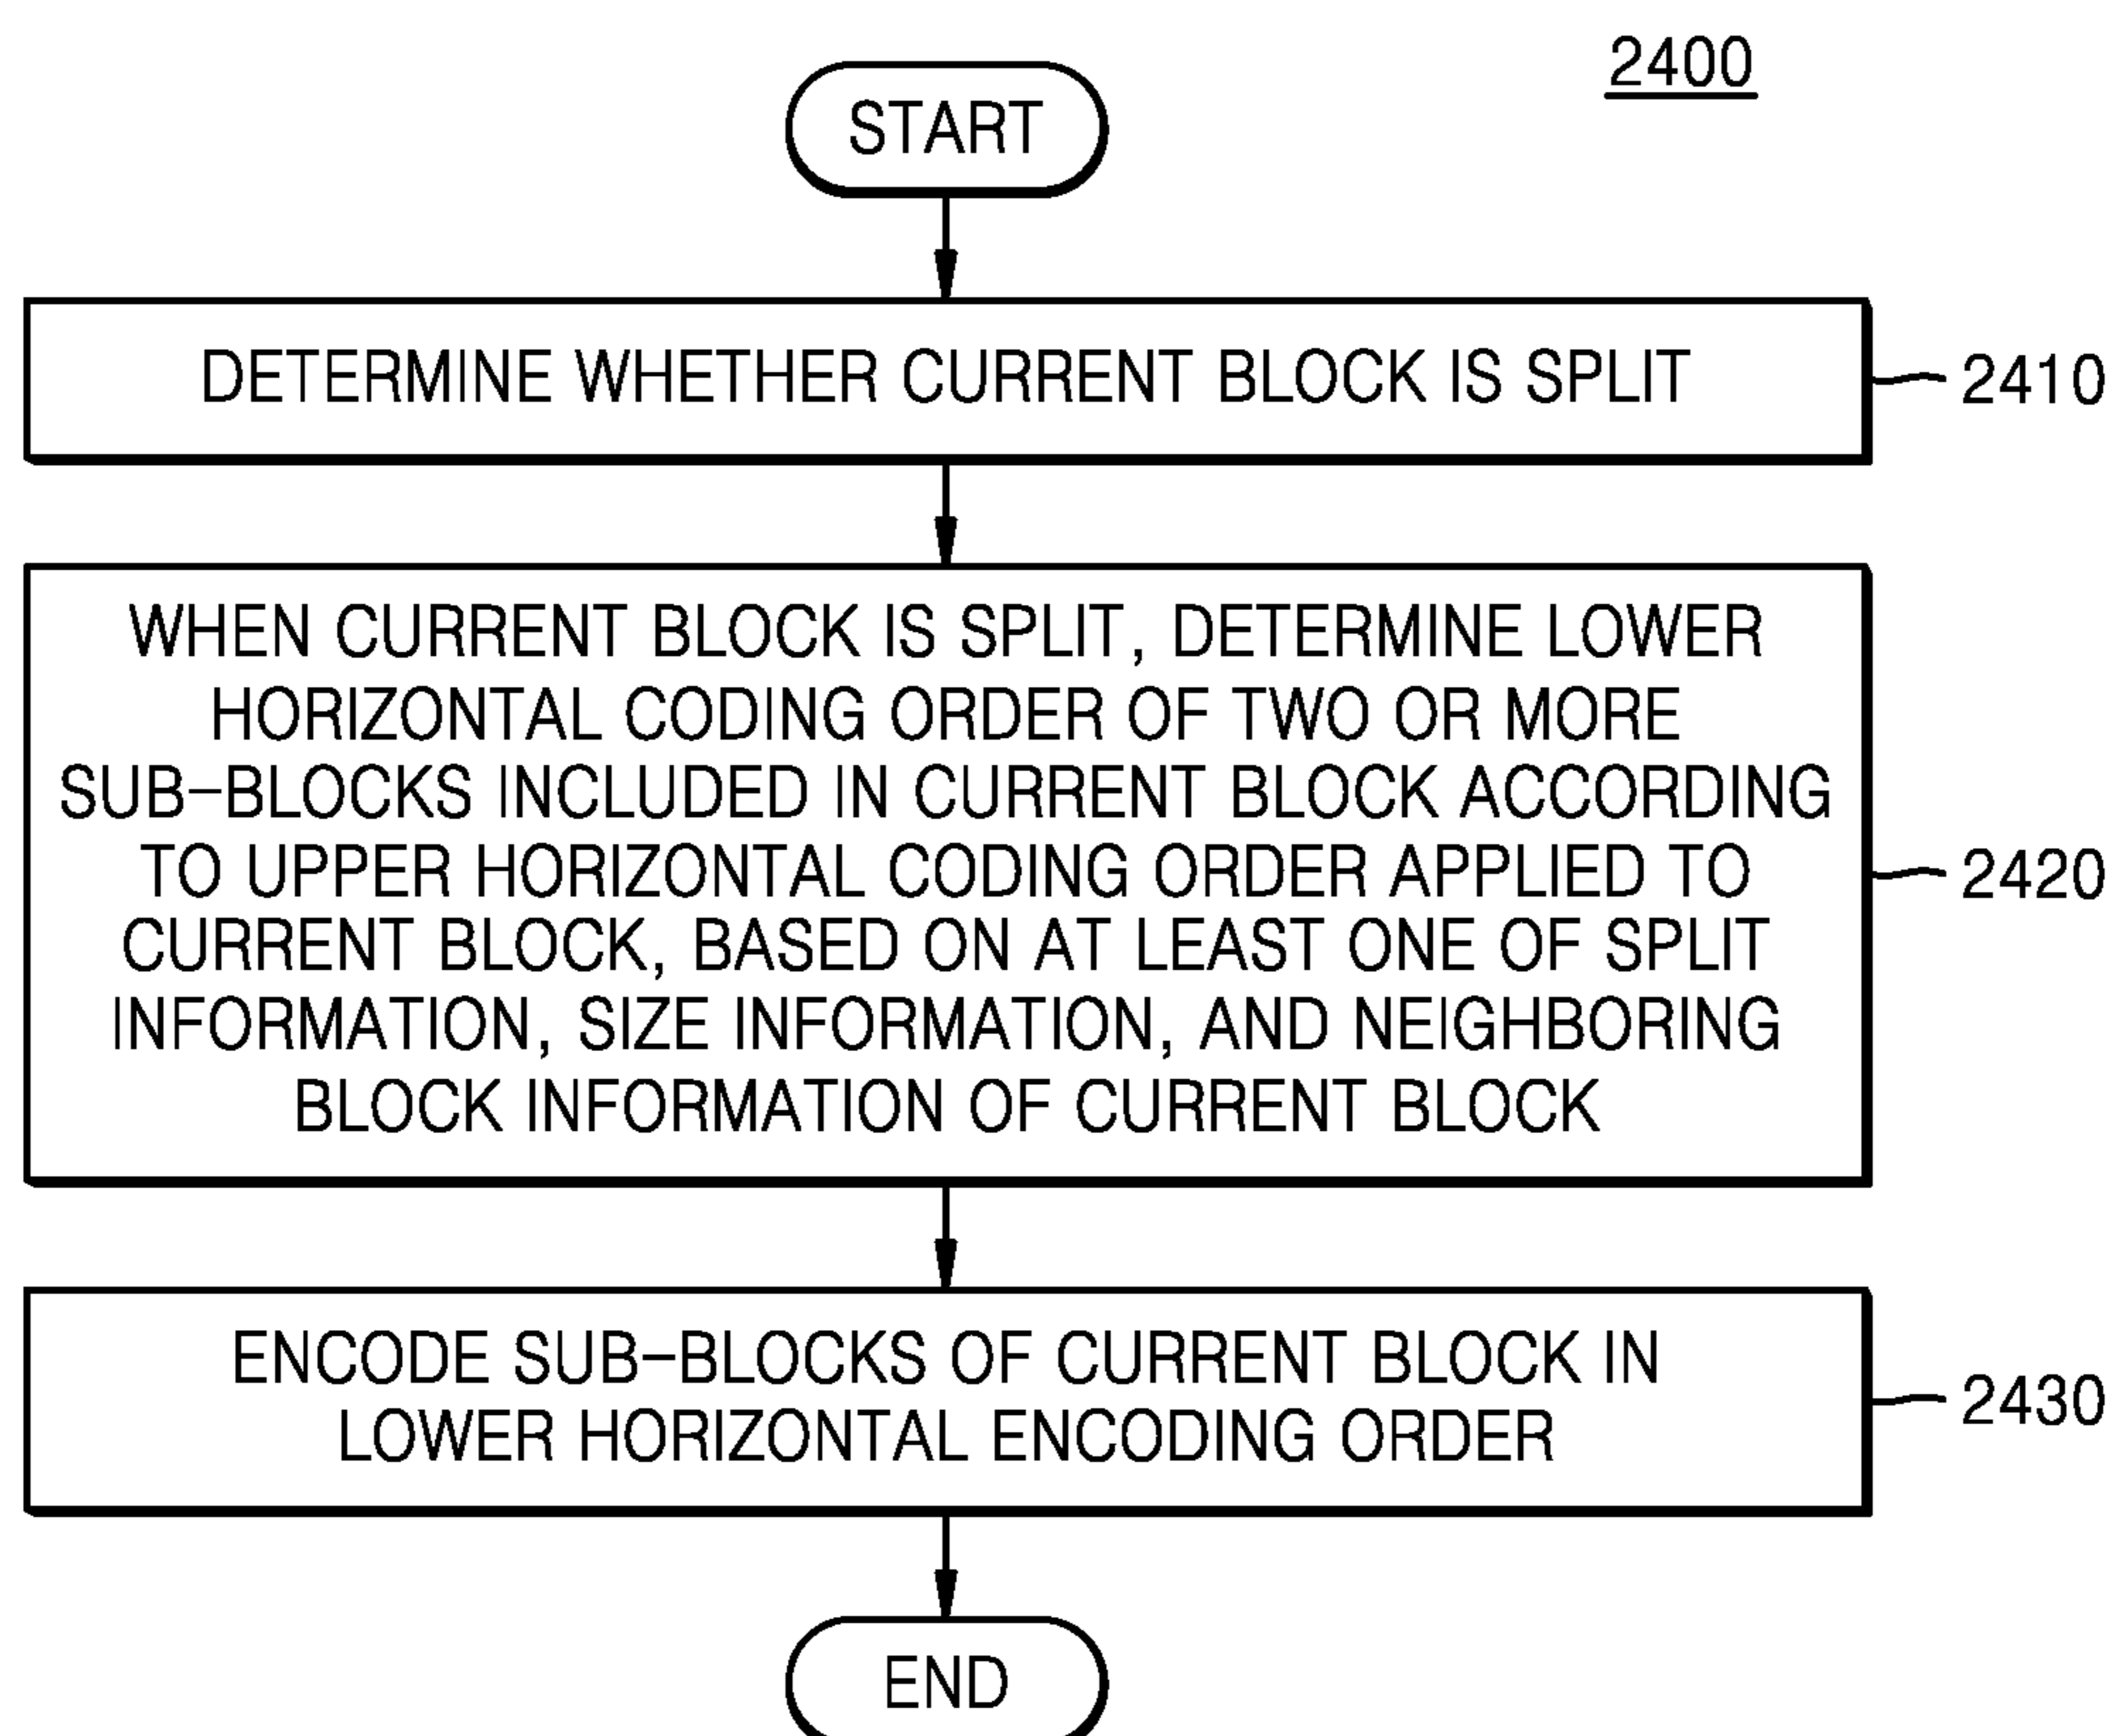 2400
START
DETERMINE WHETHER CURRENT BLOCK IS SPLIT
2410
WHEN CURRENT BLOCK IS SPLIT, DETERMINE LOWER
HORIZONTAL CODING ORDER OF TWO OR MORE
SUB-BLOCKS INCLUDED IN CURRENT BLOCK ACCORDING
TO UPPER HORIZONTAL CODING ORDER APPLIED TO
CURRENT BLOCK, BASED ON AT LEAST ONE OF SPLIT
INFORMATION, SIZE INFORMATION, AND NEIGHBORING
BLOCK INFORMATION OF CURRENT BLOCK
2420
ENCODE SUB-BLOCKS OF CURRENT BLOCK IN
LOWER HORIZONTAL ENCODING ORDER
2430
END